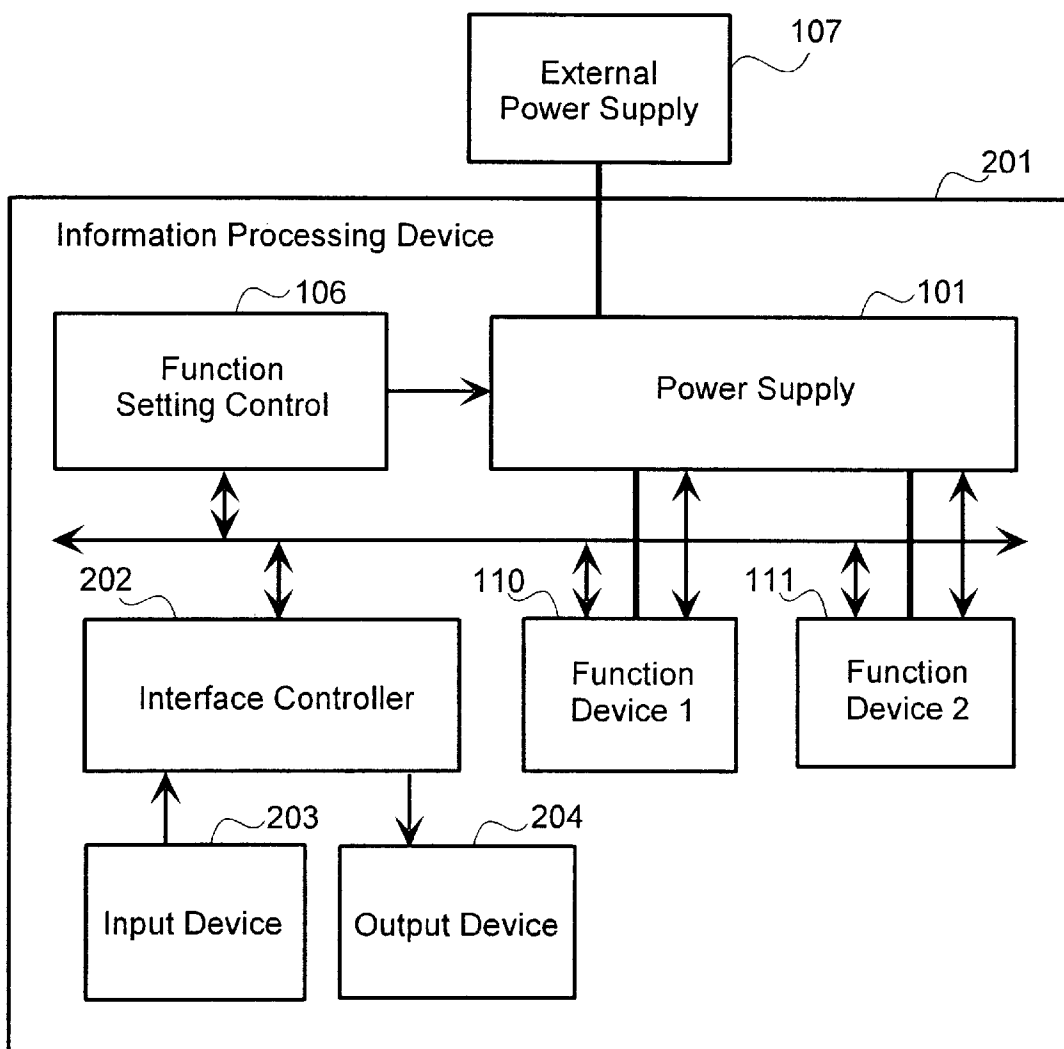 107
External
Power Supply
201
Information Processing Device
106
101
Function
Setting Control
Power Supply
202
110
111
Interface Controller
Function
Device 1
Function
Device 2
203
204
Input Device
Output Device